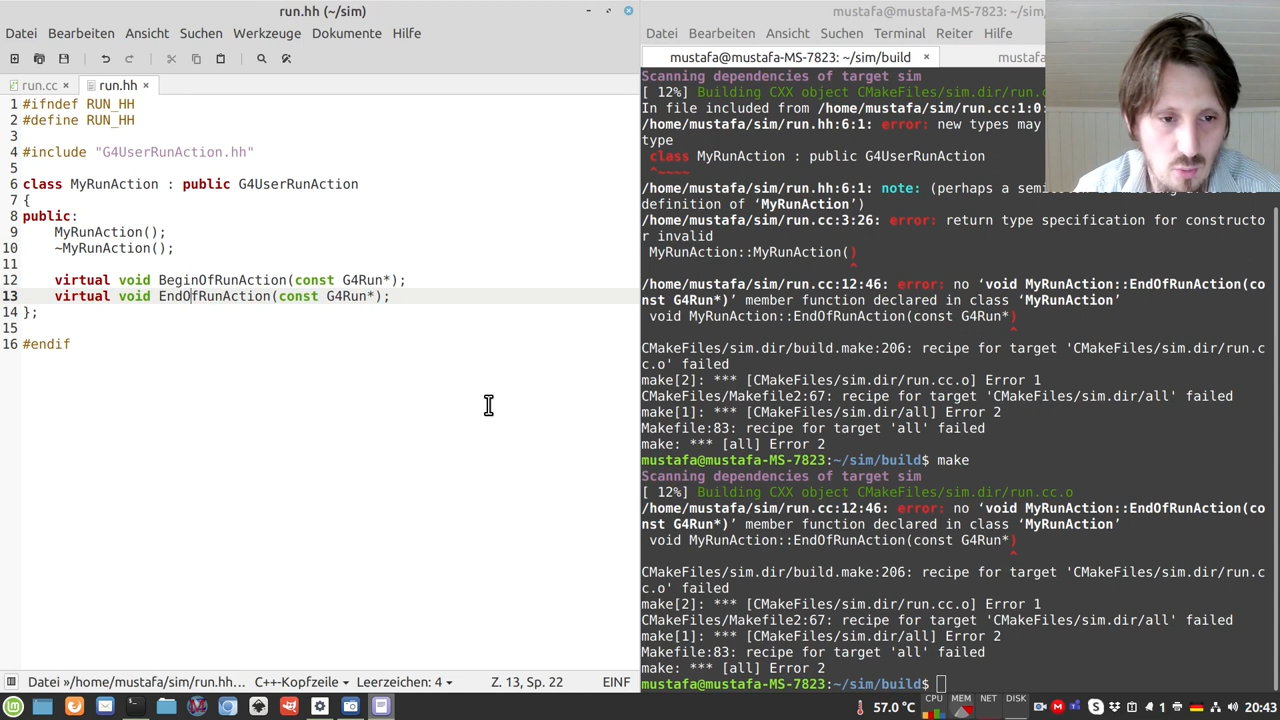 run.hh (~/sim)
Datei Bearbeiten Ansicht Suchen Werkzeuge Dokumente Hilfe
run.cc × run.hh ×
1 #ifndef RUN_HH
2 #define RUN_HH
3
4 #include "G4UserRunAction.hh"
5
6 class MyRunAction : public G4UserRunAction
7 {
8 public:
9 MyRunAction();
10 ~MyRunAction();
11
12 virtual void BeginOfRunAction(const G4Run*);
13 virtual void EndOfRunAction(const G4Run*);
14 };
15
16 #endif
Datei »/home/mustafa/sim/run.hh... C++-Kopfzeile Leerzeichen: 4 Z. 13, Sp. 22 EINF
mustafa@mustafa-MS-7823: ~/sim/
Datei Bearbeiten Ansicht Suchen Terminal Reiter Hilfe
mustafa@mustafa-MS-7823: ~/sim/build × mustafa
Scanning dependencies of target sim
[ 12%] Building CXX object CMakeFiles/sim.dir/run.
In file included from /home/mustafa/sim/run.cc:1:0
/home/mustafa/sim/run.hh:6:1: error: new types may
type
class MyRunAction : public G4UserRunAction
^~~~~
/home/mustafa/sim/run.hh:6:1: note: (perhaps a
definition of ‘MyRunAction’)
/home/mustafa/sim/run.cc:3:26: error: return type specification for constructo
r invalid
MyRunAction::MyRunAction()
^
/home/mustafa/sim/run.cc:12:46: error: no ‘void MyRunAction::EndOfRunAction(co
nst G4Run*)’ member function declared in class ‘MyRunAction’
void MyRunAction::EndOfRunAction(const G4Run*)
^
CMakeFiles/sim.dir/build.make:206: recipe for target 'CMakeFiles/sim.dir/run.c
c.o' failed
make[2]: *** [CMakeFiles/sim.dir/run.cc.o] Error 1
CMakeFiles/Makefile2:67: recipe for target 'CMakeFiles/sim.dir/all' failed
make[1]: *** [CMakeFiles/sim.dir/all] Error 2
Makefile:83: recipe for target 'all' failed
make: *** [all] Error 2
mustafa@mustafa-MS-7823:~/sim/build$ make
Scanning dependencies of target sim
[ 12%] Building CXX object CMakeFiles/sim.dir/run.cc.o
/home/mustafa/sim/run.cc:12:46: error: no ‘void MyRunAction::EndOfRunAction(co
nst G4Run*)’ member function declared in class ‘MyRunAction’
void MyRunAction::EndOfRunAction(const G4Run*)
^
CMakeFiles/sim.dir/build.make:206: recipe for target 'CMakeFiles/sim.dir/run.c
c.o' failed
make[2]: *** [CMakeFiles/sim.dir/run.cc.o] Error 1
CMakeFiles/Makefile2:67: recipe for target 'CMakeFiles/sim.dir/all' failed
make[1]: *** [CMakeFiles/sim.dir/all] Error 2
Makefile:83: recipe for target 'all' failed
make: *** [all] Error 2
mustafa@mustafa-MS-7823:~/sim/build$
57.0 °C CPU MEM NET DISK 1 20:43